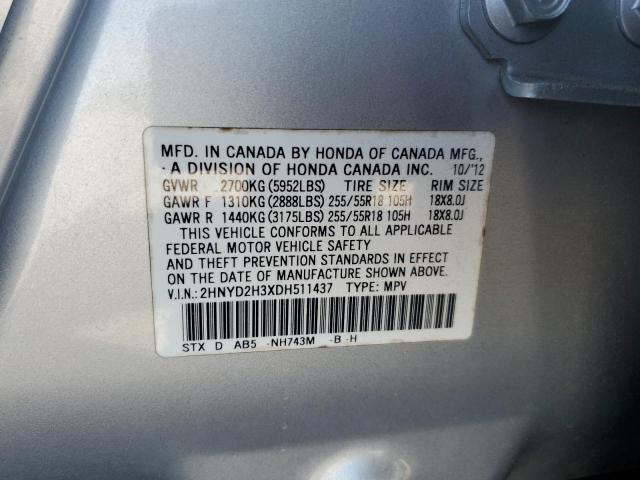 MFD. IN CANADA BY HONDA OF CANADA MFG.,
A DIVISION OF HONDA CANADA INC. 10/'12
GVWR 2700KG (5952LBS) TIRE SIZE RIM SIZE
GAWR F 1310KG (2888LBS) 255/55R18 105H 18X8.0J
GAWR R 1440KG (3175LBS) 255/55R18 105H 18X8.0J
THIS VEHICLE CONFORMS TO ALL APPLICABLE
FEDERAL MOTOR VEHICLE SAFETY
AND THEFT PREVENTION STANDARDS IN EFFECT
ON THE DATE OF MANUFACTURE SHOWN ABOVE.
V.I.N.: 2HNYD2H3XDH511437 TYPE: MPV
STX D AB5 -NH743M -B -H